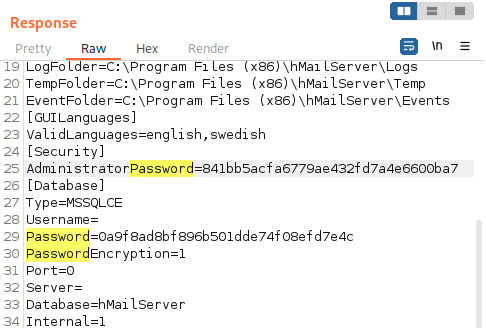 Response
Pretty Raw Hex Render \n
19 LogFolder=C:\Program Files (x86)\hMailServer\Logs
20 TempFolder=C:\Program Files (x86)\hMailServer\Temp
21 EventFolder=C:\Program Files (x86)\hMailServer\Events
22 [GUILanguages]
23 ValidLanguages=english,swedish
24 [Security]
25 AdministratorPassword=841bb5acfa6779ae432fd7a4e6600ba7
26 [Database]
27 Type=MSSQLCE
28 Username=
29 Password=0a9f8ad8bf896b501dde74f08efd7e4c
30 PasswordEncryption=1
31 Port=0
32 Server=
33 Database=hMailServer
34 Internal=1